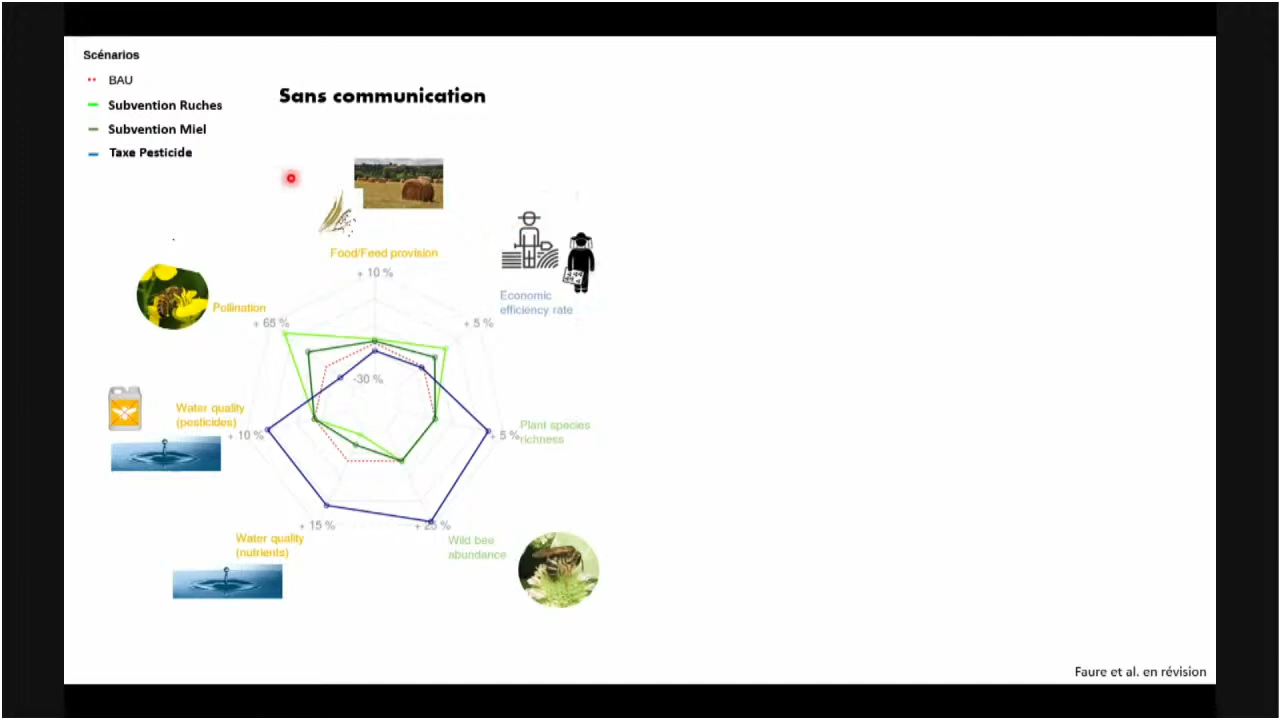 Scénarios
BAU
Subvention Ruches
Subvention Miel
Taxe Pesticide
Sans communication
Food/Feed provision
+ 10 %
Economic
efficiency rate
+ 5 %
Pollination
+ 65 %
-30 %
Water quality
(pesticides)
+ 10 %
Plant species
richness
+ 5 %
Water quality
(nutrients)
+ 15 %
+ 25 %
Wild bee
abundance
Faure et al. en révision